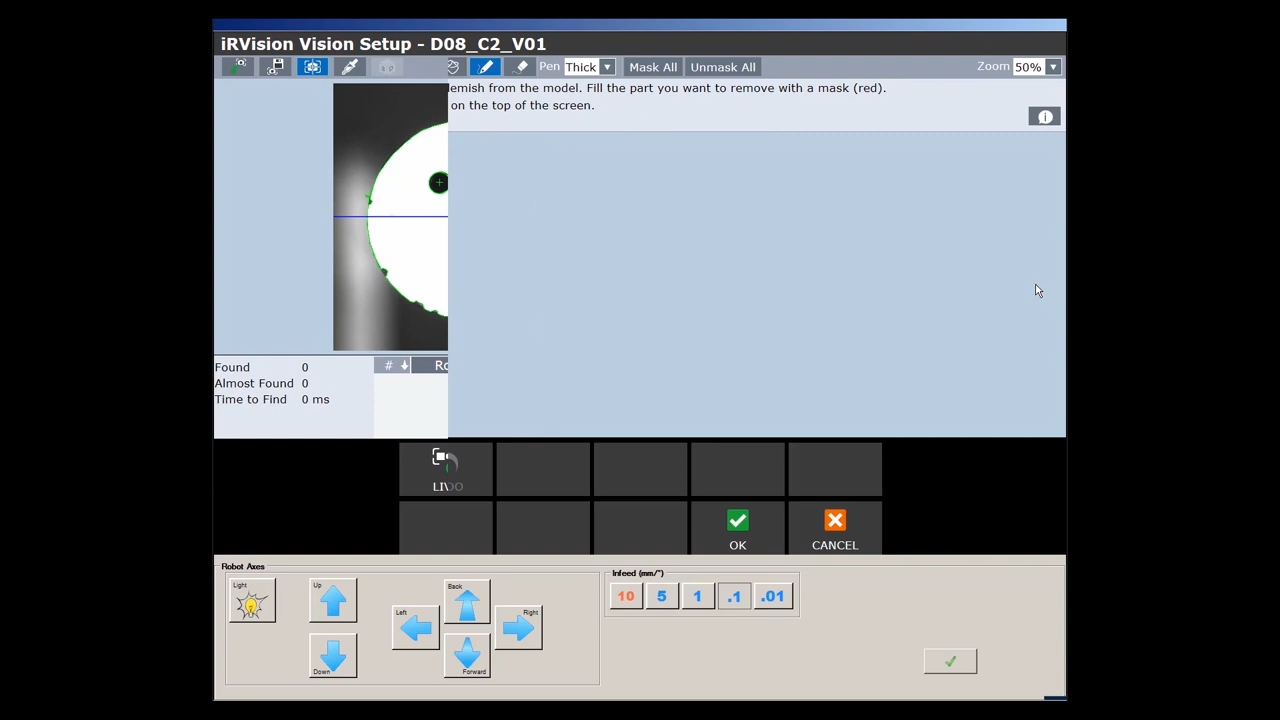 iRVision Vision Setup - D08_C2_V01
Pen Thick Mask All Unmask All Zoom 50%
lemish from the model. Fill the part you want to remove with a mask (red).
on the top of the screen.
Found 0
Almost Found 0
Time to Find 0 ms
# Ro
OK
CANCEL
Robot Axes
Infeed (mm/°)
Light
Up
Down
Left
Back
Forward
Right
10 5 1 .1 .01